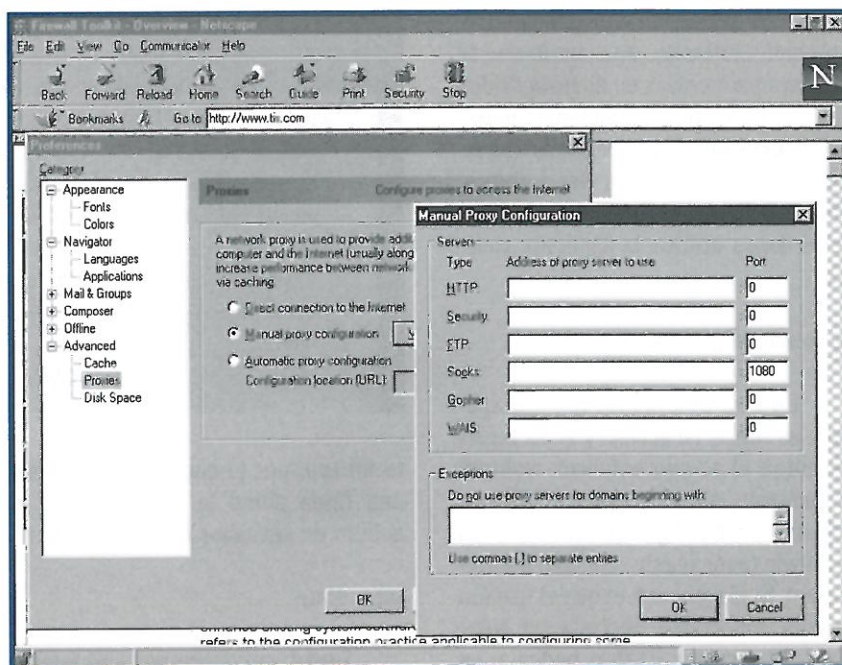 Firewall Toolkit - Overview - Netscape
File Edit View Go Communicator Help
Back Forward Reload Home Search Guide Print Security Stop
Bookmarks Go to: http://www.tis.com
Preferences
Category:
Appearance
Fonts
Colors
Navigator
Languages
Applications
Mail & Groups
Composer
Offline
Advanced
Cache
Proxies
Disk Space
Proxies Configure proxies to access the Internet
A network proxy is used to provide addi
computer and the Internet (usually along
increase performance between network
via caching.
Direct connection to the Internet
Manual proxy configuration
Automatic proxy configuration
Configuration location (URL):
OK
Manual Proxy Configuration
Servers
Type Address of proxy server to use Port
HTTP: 0
Security: 0
FTP: 0
Socks: 1080
Gopher: 0
WAIS: 0
Exceptions
Do not use proxy servers for domains beginning with:
Use commas (,) to separate entries
OK Cancel
enhance existing system software
refers to the configuration practice applicable to configuring some